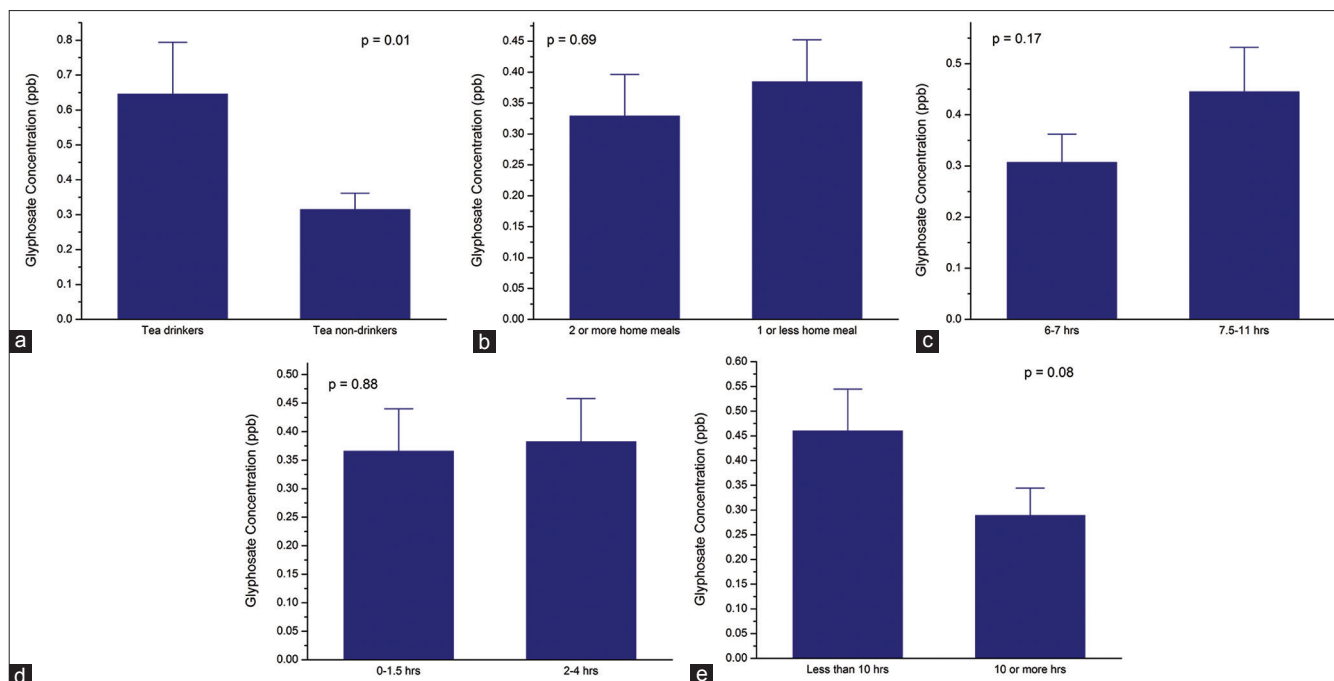 p = 0.01
Glyphosate Concentration (ppb)
0.8
0.7
0.6
0.5
0.4
0.3
0.2
0.1
0.0
Tea drinkers Tea non-drinkers
a
p = 0.69
Glyphosate Concentration (ppb)
0.45
0.40
0.35
0.30
0.25
0.20
0.15
0.10
0.05
0.00
2 or more home meals 1 or less home meal
b
p = 0.17
Glyphosate Concentration (ppb)
0.5
0.4
0.3
0.2
0.1
0.0
6-7 hrs 7.5-11 hrs
c
p = 0.88
Glyphosate Concentration (ppb)
0.50
0.45
0.40
0.35
0.30
0.25
0.20
0.15
0.10
0.05
0.00
0-1.5 hrs 2-4 hrs
d
p = 0.08
Glyphosate Concentration (ppb)
0.60
0.55
0.50
0.45
0.40
0.35
0.30
0.25
0.20
0.15
0.10
0.05
0.00
Less than 10 hrs 10 or more hrs
e